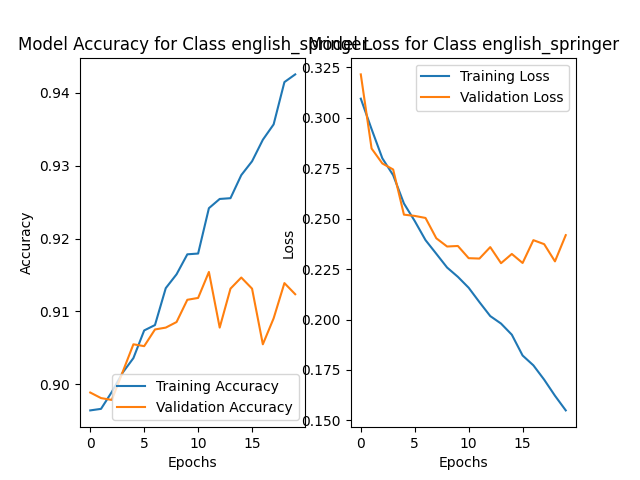 Model Accuracy for Class english_springer
Model Loss for Class english_springer
0.94
0.93
0.92
0.91
0.90
Accuracy
0
5
10
15
Epochs
Training Accuracy
Validation Accuracy
0.325
0.300
0.275
0.250
0.225
0.200
0.175
0.150
Loss
0
5
10
15
Epochs
Training Loss
Validation Loss